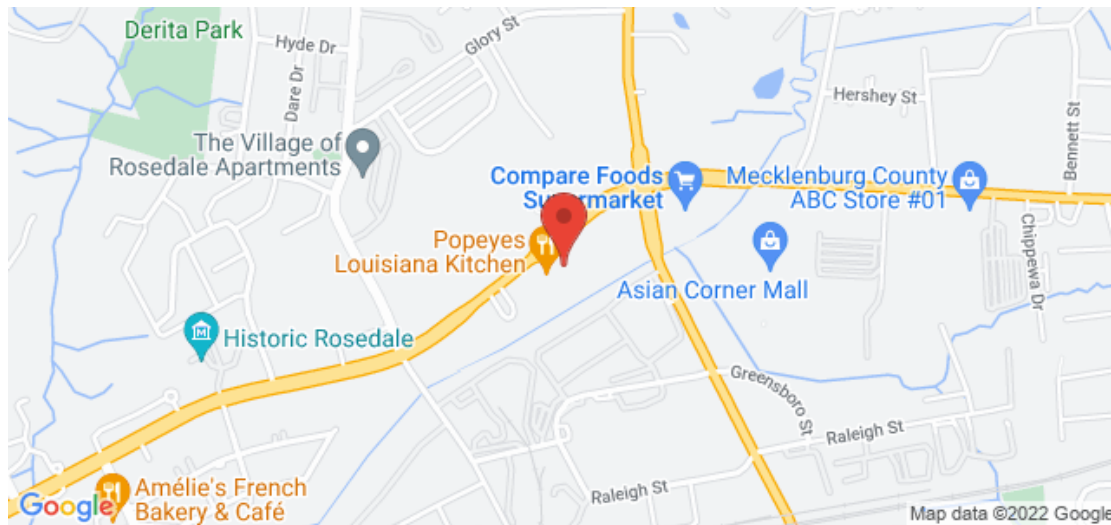 Derita Park
Hyde Dr
Glory St
Dare Dr
Hershey St
Bennett St
The Village of
Rosedale Apartments
Compare Foods
Supermarket
Mecklenburg County
ABC Store #01
Chippewa Dr
Popeyes
Louisiana Kitchen
Asian Corner Mall
Historic Rosedale
Greensboro St
Raleigh St
Raleigh St
Amélie's French
Bakery & Café
Google
Map data ©2022 Google